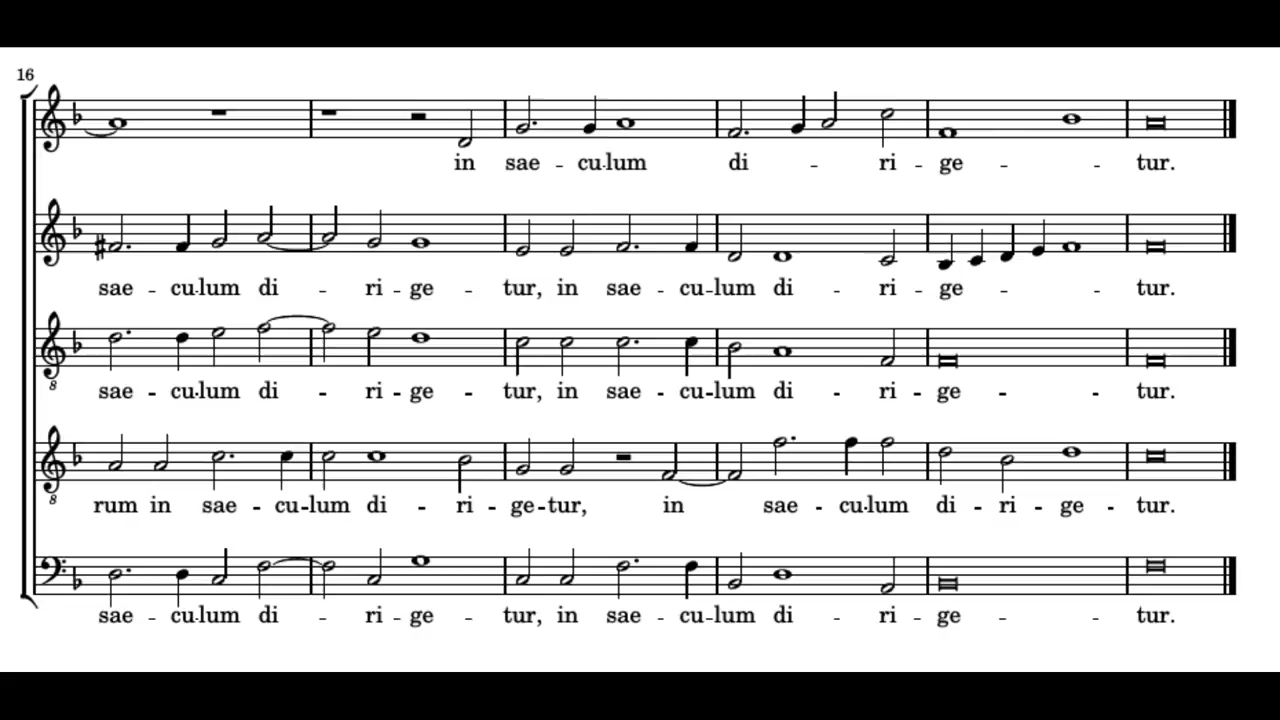 16
in sae - cu-lum di - ri - ge - tur.
sae - cu-lum di - ri - ge - tur, in sae - cu-lum di - ri - ge - tur.
8
sae - cu-lum di - ri - ge - tur, in sae - cu-lum di - ri - ge - tur.
8
rum in sae - cu-lum di - ri - ge-tur, in sae - cu-lum di - ri - ge - tur.
sae - cu-lum di - ri - ge - tur, in sae - cu-lum di - ri - ge - tur.